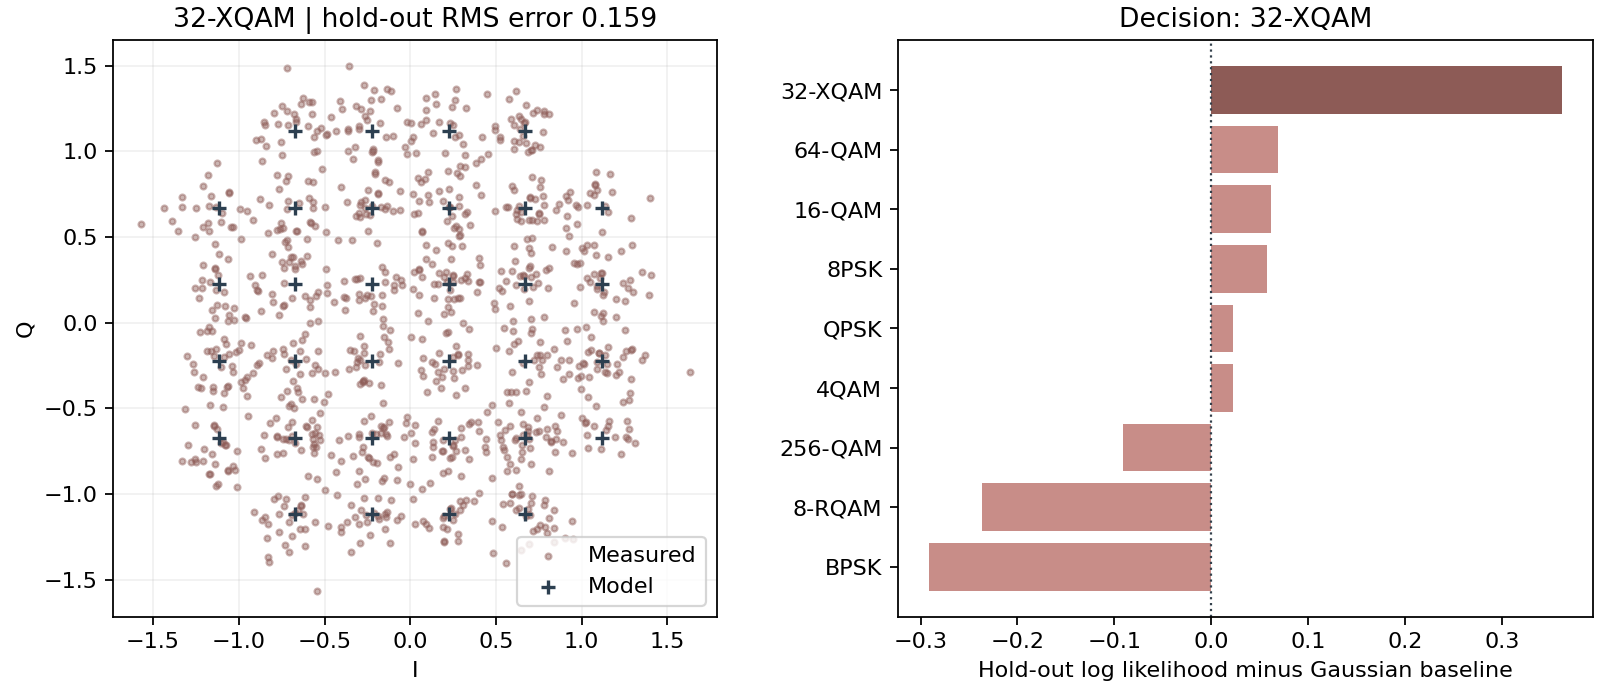 32-XQAM | hold-out RMS error 0.159
1.5
1.0
0.5
0.0
−0.5
−1.0
−1.5
Q
Measured
Model
−1.5
−1.0
−0.5
0.0
0.5
1.0
1.5
I
Decision: 32-XQAM
32-XQAM
64-QAM
16-QAM
8PSK
QPSK
4QAM
256-QAM
8-RQAM
BPSK
−0.3
−0.2
−0.1
0.0
0.1
0.2
0.3
Hold-out log likelihood minus Gaussian baseline